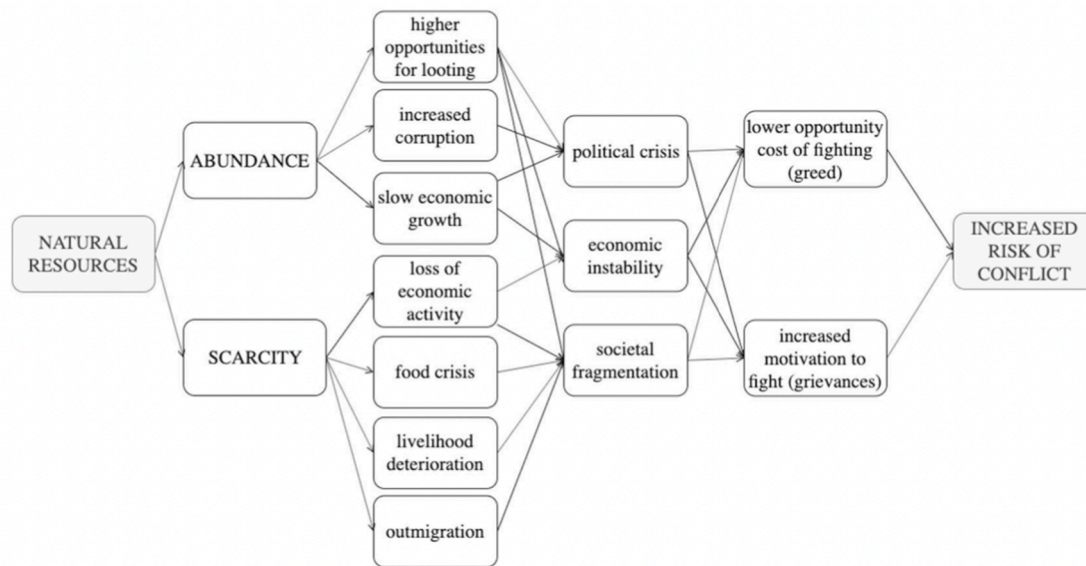 NATURAL
RESOURCES
ABUNDANCE
SCARCITY
higher
opportunities
for looting
increased
corruption
slow economic
growth
loss of
economic
activity
food crisis
livelihood
deterioration
outmigration
political crisis
economic
instability
societal
fragmentation
lower opportunity
cost of fighting
(greed)
increased
motivation to
fight (grievances)
INCREASED
RISK OF
CONFLICT